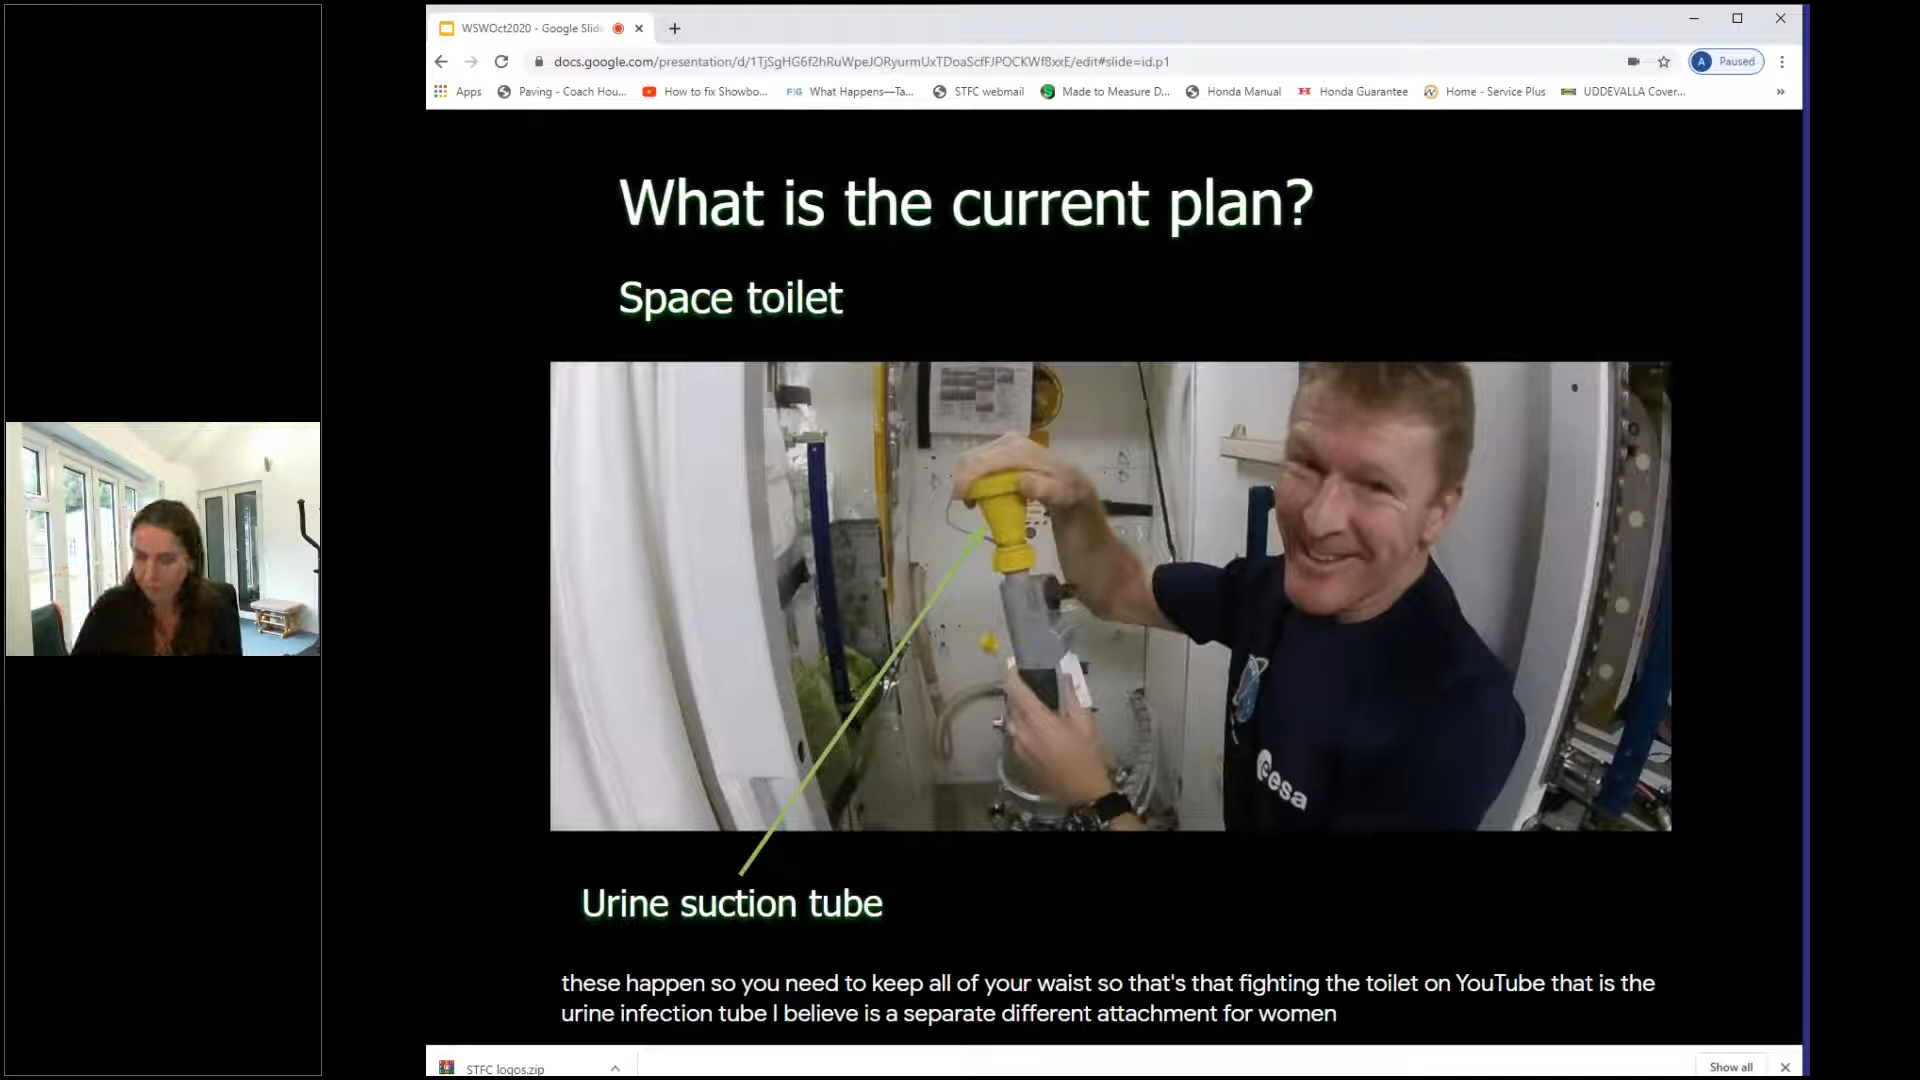 WSWOct2020 - Google Slid
docs.google.com/presentation/d/1TjSgHG6f2hRuWpeJORyurmUxTDoaScfFJPOCKWf8xxE/edit#slide=id.p1
A Paused
Apps Paving - Coach Hou... How to fix Showbo... FIG What Happens—Ta... STFC webmail Made to Measure D... Honda Manual Honda Guarantee Home - Service Plus UDDEVALLA Cover... »
What is the current plan?
Space toilet
eesa
Urine suction tube
these happen so you need to keep all of your waist so that's that fighting the toilet on YouTube that is the
urine infection tube I believe is a separate different attachment for women
STFC logos.zip
Show all